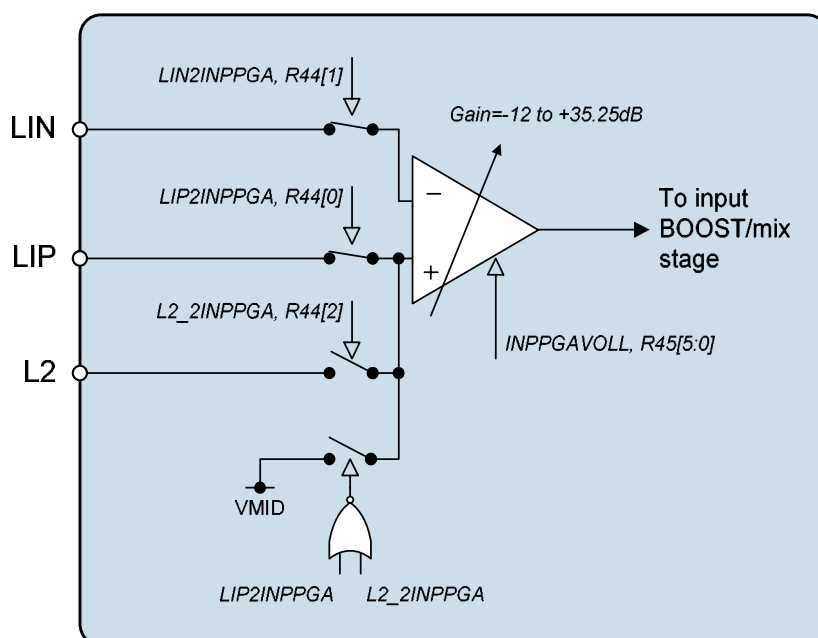 LIN2INPPGA, R44[1]
Gain=-12 to +35.25dB
LIN
LIP2INPPGA, R44[0]
−
To input
BOOST/mix
stage
LIP
+
L2_2INPPGA, R44[2]
INPPGAVOLL, R45[5:0]
L2
VMID
LIP2INPPGA
L2_2INPPGA